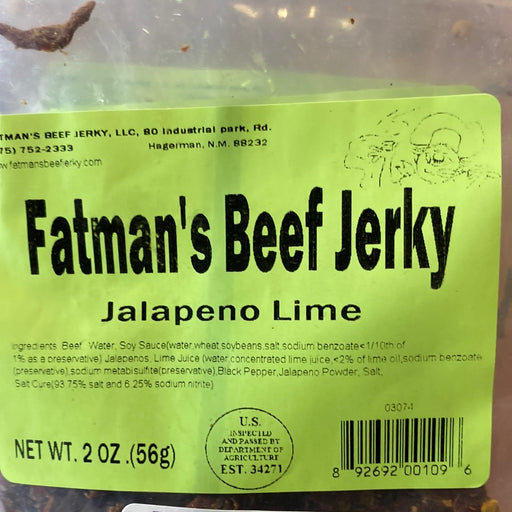 TMAN'S BEEF JERKY, LLC, 80 Industrial park, Rd.
75) 752-2333 Hagerman, N.M. 88232
w.fatmansbeefjerky.com
Fatman's Beef Jerky
Jalapeno Lime
Ingredients: Beef, Water, Soy Sauce(water,wheat,soybeans,salt,sodium benzoate<1/10th of
1% as a preservative) Jalapenos, Lime Juice (water,concentrated lime juice,<2% of lime oil,sodium benzoate
(preservative),sodium metabisulfite(preservative),Black Pepper,Jalapeno Powder, Salt,
Salt Cure(93.75% salt and 6.25% sodium nitrite)
0307-1
NET WT. 2 OZ.(56g)
U.S.
INSPECTED
AND PASSED BY
DEPARTMENT OF
AGRICULTURE
EST. 34271
8 92692 00109 6